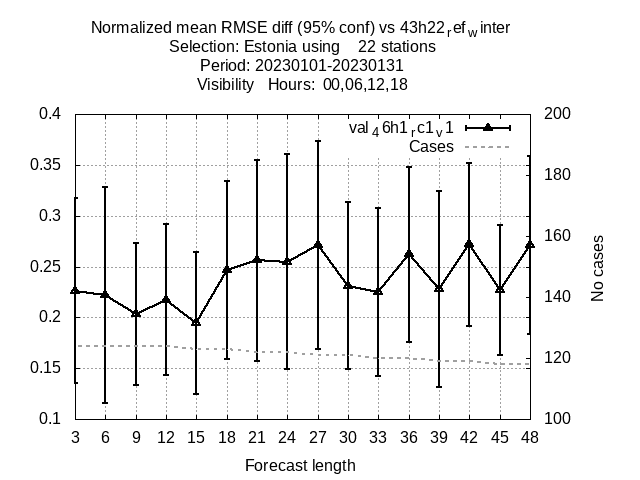 Normalized mean RMSE diff (95% conf) vs 43h22refwinter
Selection: Estonia using 22 stations
Period: 20230101-20230131
Visibility Hours: 00,06,12,18
0.4
0.35
0.3
0.25
0.2
0.15
0.1
val46h1rc1v1
Cases
200
180
160
140
120
100
No cases
3 6 9 12 15 18 21 24 27 30 33 36 39 42 45 48
Forecast length